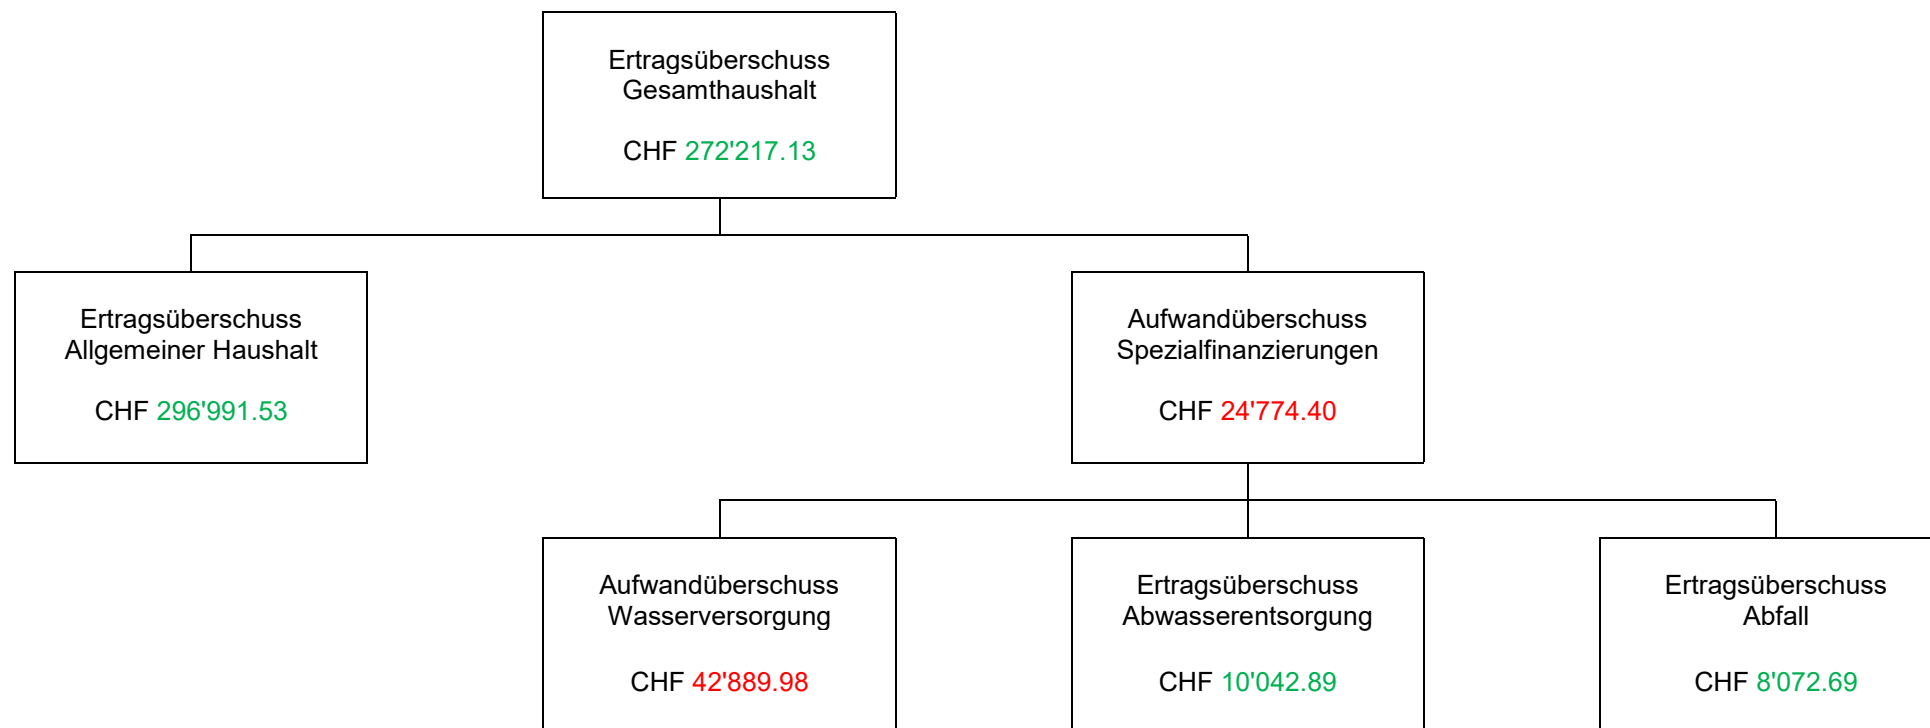 Ertragsüberschuss
Gesamthaushalt
CHF 272'217.13
Ertragsüberschuss
Allgemeiner Haushalt
CHF 296'991.53
Aufwandüberschuss
Spezialfinanzierungen
CHF 24'774.40
Aufwandüberschuss
Wasserversorgung
CHF 42'889.98
Ertragsüberschuss
Abwasserentsorgung
CHF 10'042.89
Ertragsüberschuss
Abfall
CHF 8'072.69